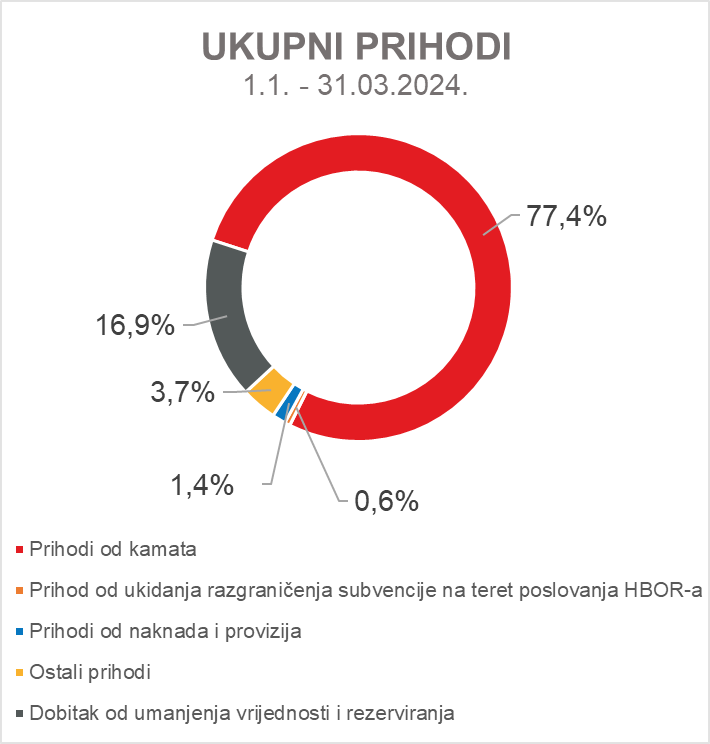 UKUPNI PRIHODI
1.1. - 31.03.2024.
77,4%
16,9%
3,7%
1,4%
0,6%
Prihodi od kamata
Prihod od ukidanja razgraničenja subvencije na teret poslovanja HBOR-a
Prihodi od naknada i provizija
Ostali prihodi
Dobitak od umanjenja vrijednosti i rezerviranja